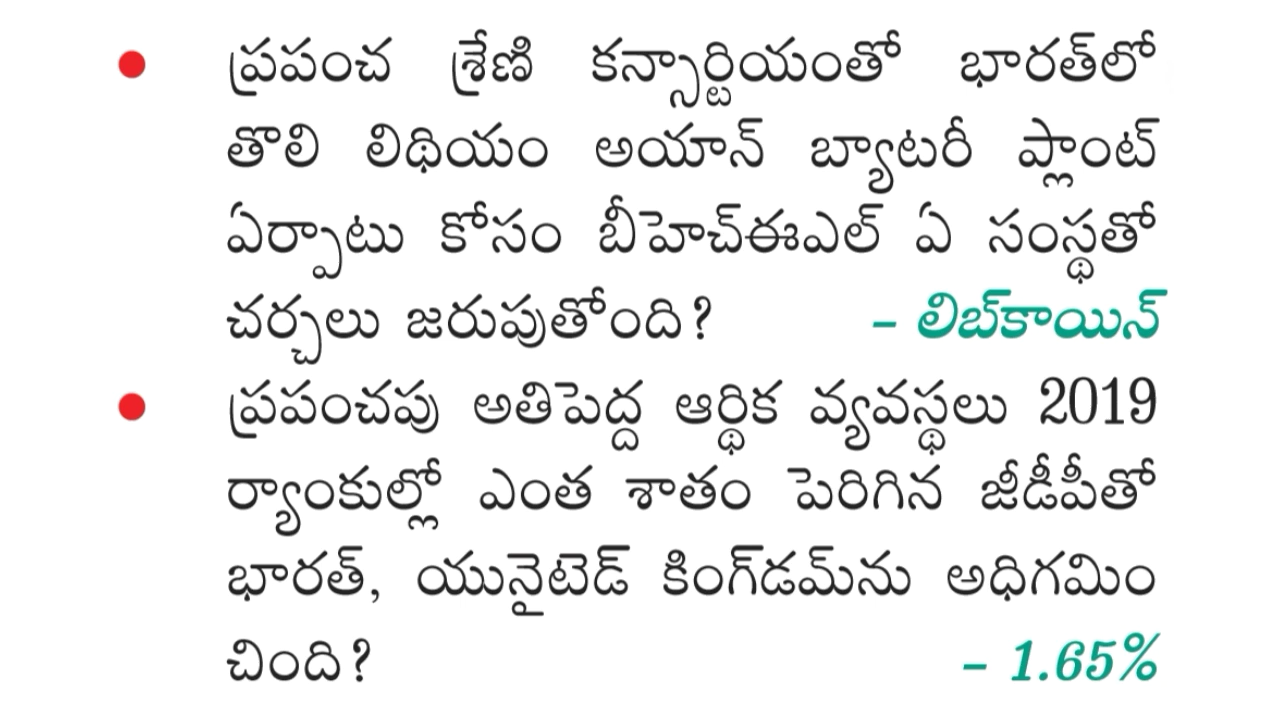 • ప్రపంచ శ్రేణి కన్సార్టియంతో భారత్‌లో
తొలి లిథియం అయాన్ బ్యాటరీ ప్లాంట్
ఏర్పాటు కోసం బీహెచ్ఈఎల్ ఏ సంస్థతో
చర్చలు జరుపుతోంది? – లిబ్‌కాయిన్
• ప్రపంచపు అతిపెద్ద ఆర్థిక వ్యవస్థలు 2019
ర్యాంకుల్లో ఎంత శాతం పెరిగిన జీడీపీతో
భారత్, యునైటెడ్ కింగ్‌డమ్‌ను అధిగమిం
చింది? – 1.65%